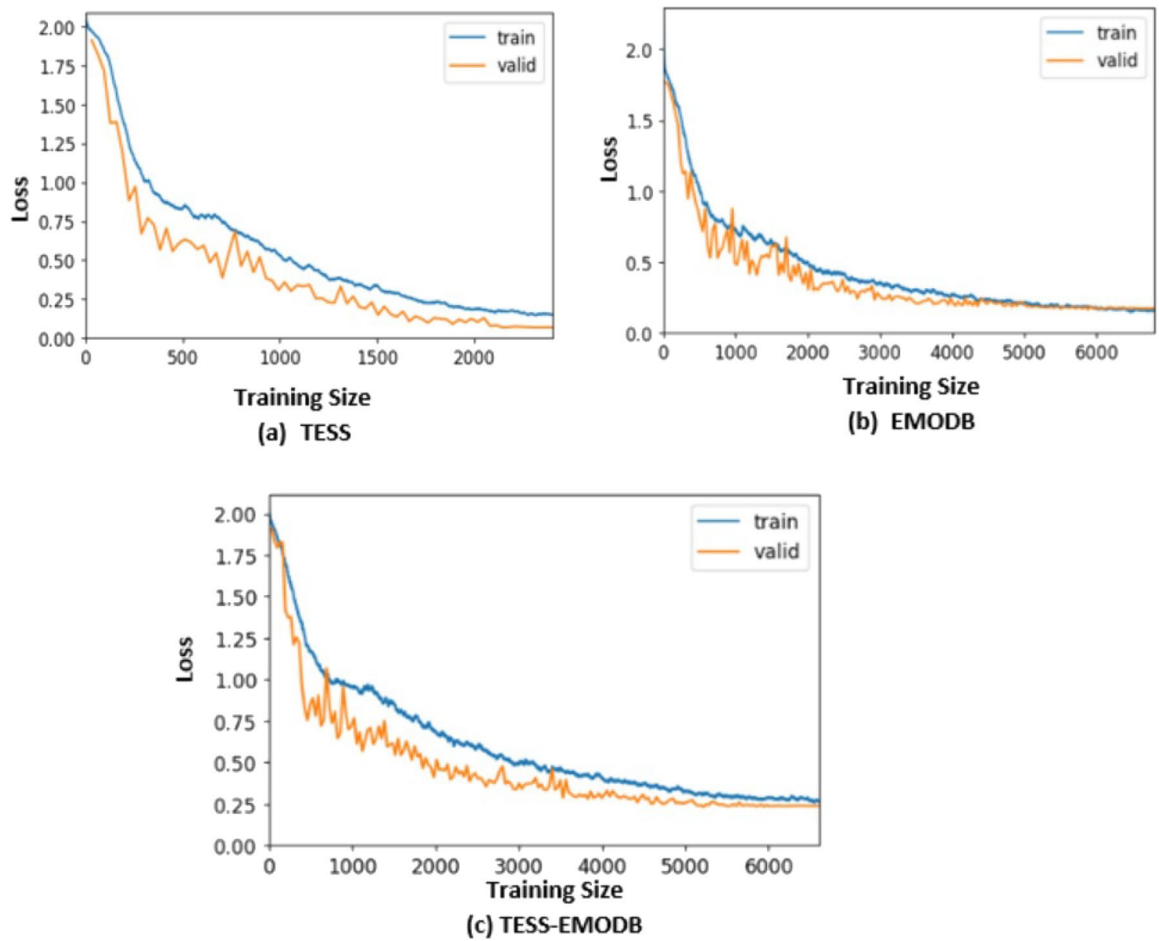 2.00
1.75
1.50
1.25
1.00
0.75
0.50
0.25
0.00
Loss
train
valid
0 500 1000 1500 2000
Training Size
(a) TESS
2.0
1.5
1.0
0.5
0.0
Loss
train
valid
0 1000 2000 3000 4000 5000 6000
Training Size
(b) EMODB
2.00
1.75
1.50
1.25
1.00
0.75
0.50
0.25
0.00
Loss
train
valid
0 1000 2000 3000 4000 5000 6000
Training Size
(c) TESS-EMODB